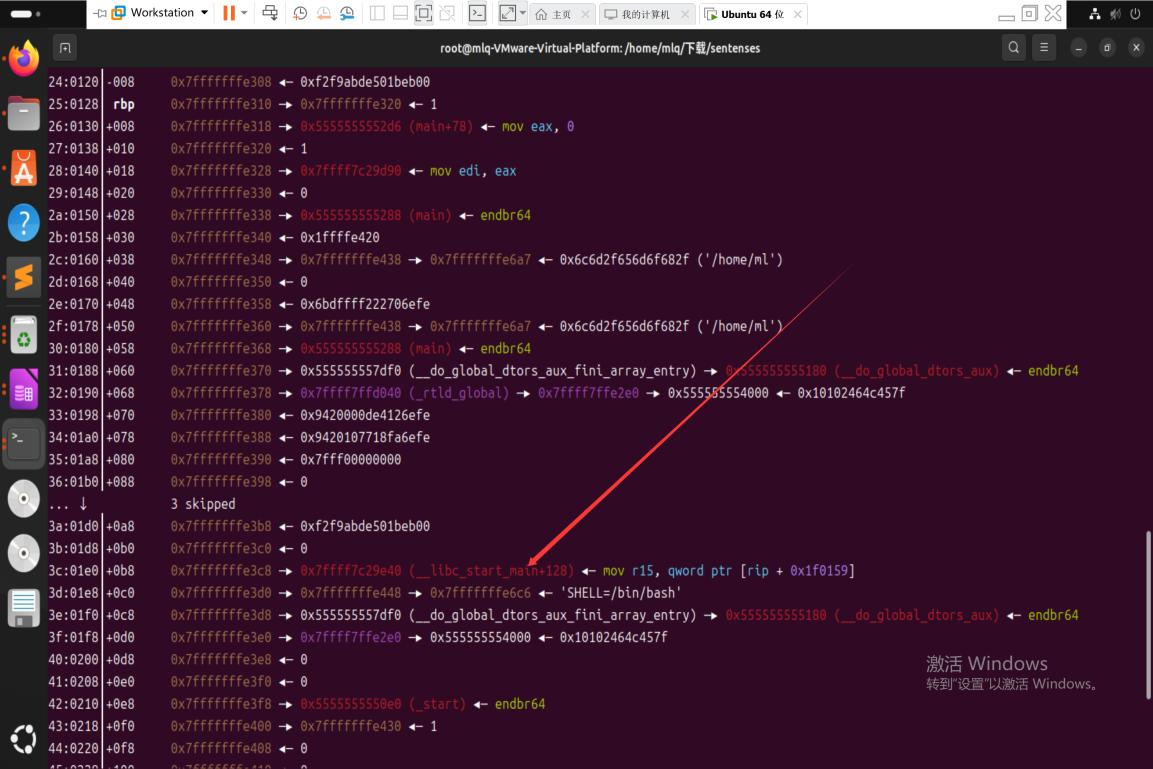 Workstation
主页
我的计算机
Ubuntu 64 位
root@mlq-VMware-Virtual-Platform: /home/mlq/下载/sentenses
24:0120│-008 0x7fffffffe308 ◂— 0xf2f9abde501beb00
25:0128│ rbp 0x7fffffffe310 —▸ 0x7fffffffe320 ◂— 1
26:0130│+008 0x7fffffffe318 —▸ 0x5555555552d6 (main+78) ◂— mov eax, 0
27:0138│+010 0x7fffffffe320 ◂— 1
28:0140│+018 0x7fffffffe328 —▸ 0x7ffff7c29d90 ◂— mov edi, eax
29:0148│+020 0x7fffffffe330 ◂— 0
2a:0150│+028 0x7fffffffe338 —▸ 0x555555555288 (main) ◂— endbr64
2b:0158│+030 0x7fffffffe340 ◂— 0x1ffffe420
2c:0160│+038 0x7fffffffe348 —▸ 0x7fffffffe438 —▸ 0x7fffffffe6a7 ◂— 0x6c6d2f656d6f682f ('/home/ml')
2d:0168│+040 0x7fffffffe350 ◂— 0
2e:0170│+048 0x7fffffffe358 ◂— 0x6bdffff222706efe
2f:0178│+050 0x7fffffffe360 —▸ 0x7fffffffe438 —▸ 0x7fffffffe6a7 ◂— 0x6c6d2f656d6f682f ('/home/ml')
30:0180│+058 0x7fffffffe368 —▸ 0x555555555288 (main) ◂— endbr64
31:0188│+060 0x7fffffffe370 —▸ 0x555555557df0 (__do_global_dtors_aux_fini_array_entry) —▸ 0x555555555180 (__do_global_dtors_aux) ◂— endbr64
32:0190│+068 0x7fffffffe378 —▸ 0x7ffff7ffd040 (_rtld_global) —▸ 0x7ffff7ffe2e0 —▸ 0x555555554000 ◂— 0x10102464c457f
33:0198│+070 0x7fffffffe380 ◂— 0x9420000de4126efe
34:01a0│+078 0x7fffffffe388 ◂— 0x9420107718fa6efe
35:01a8│+080 0x7fffffffe390 ◂— 0x7fff00000000
36:01b0│+088 0x7fffffffe398 ◂— 0
... ↓ 3 skipped
3a:01d0│+0a8 0x7fffffffe3b8 ◂— 0xf2f9abde501beb00
3b:01d8│+0b0 0x7fffffffe3c0 ◂— 0
3c:01e0│+0b8 0x7fffffffe3c8 —▸ 0x7ffff7c29e40 (__libc_start_main+128) ◂— mov r15, qword ptr [rip + 0x1f0159]
3d:01e8│+0c0 0x7fffffffe3d0 —▸ 0x7fffffffe448 —▸ 0x7fffffffe6c6 ◂— 'SHELL=/bin/bash'
3e:01f0│+0c8 0x7fffffffe3d8 —▸ 0x555555557df0 (__do_global_dtors_aux_fini_array_entry) —▸ 0x555555555180 (__do_global_dtors_aux) ◂— endbr64
3f:01f8│+0d0 0x7fffffffe3e0 —▸ 0x7ffff7ffe2e0 —▸ 0x555555554000 ◂— 0x10102464c457f
40:0200│+0d8 0x7fffffffe3e8 ◂— 0
41:0208│+0e0 0x7fffffffe3f0 ◂— 0
42:0210│+0e8 0x7fffffffe3f8 —▸ 0x5555555550e0 (_start) ◂— endbr64
43:0218│+0f0 0x7fffffffe400 —▸ 0x7fffffffe430 ◂— 1
44:0220│+0f8 0x7fffffffe408 ◂— 0
激活 Windows
转到"设置"以激活 Windows。